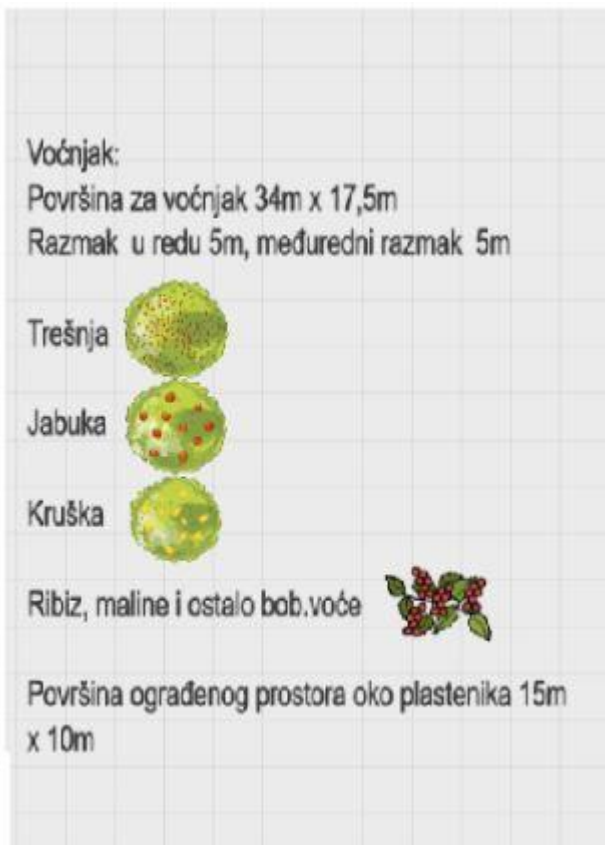 Voćnjak:
Površina za voćnjak 34m x 17,5m
Razmak u redu 5m, međuredni razmak 5m
Trešnja
Jabuka
Kruška
Ribiz, maline i ostalo bob.voće
Površina ograđenog prostora oko plastenika 15m
x 10m